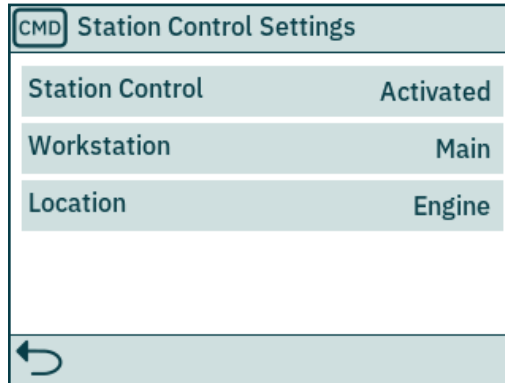 CMD Station Control Settings
Station Control Activated
Workstation Main
Location Engine